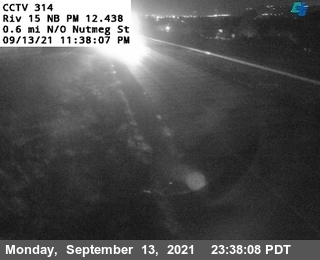 CCTV 314
Riv 15 NB PM 12.438
0.6 mi N/O Nutmeg St
09/13/21 11:38:07 PM
Monday, September 13, 2021 23:38:08 PDT